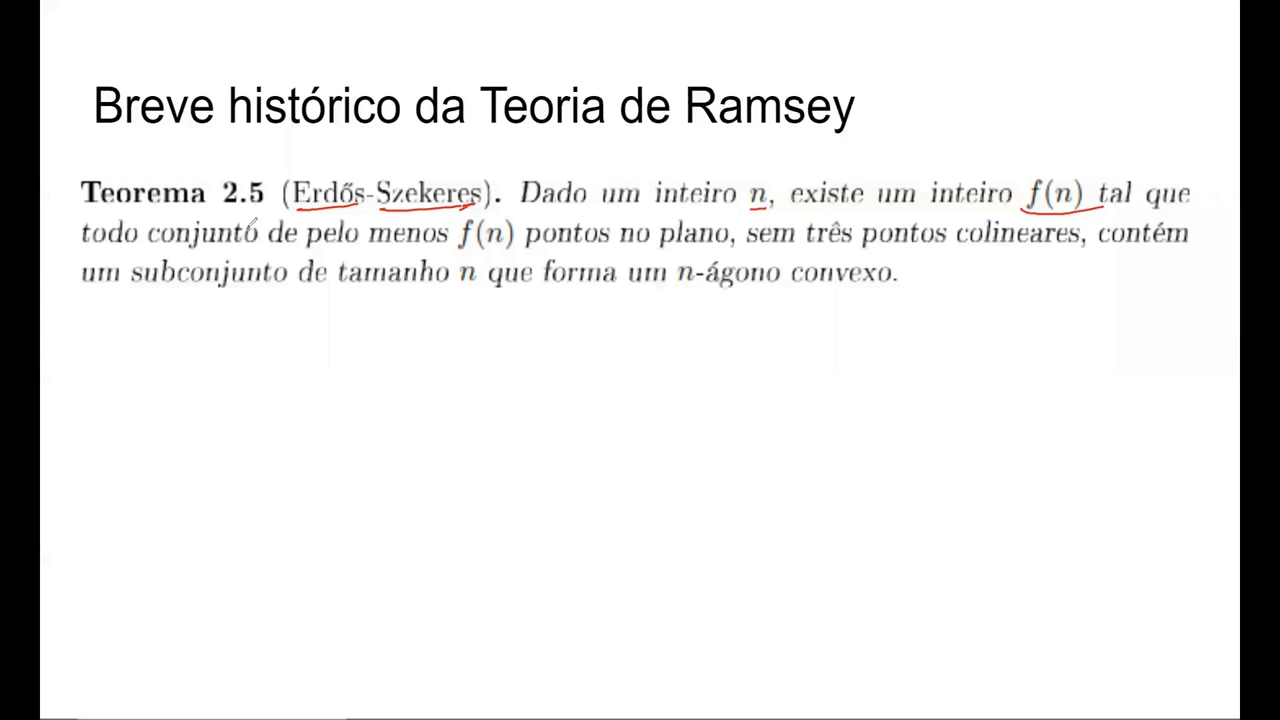 Breve histórico da Teoria de Ramsey
Teorema 2.5 (Erdős-Szekeres). Dado um inteiro n, existe um inteiro f(n) tal que
todo conjunto de pelo menos f(n) pontos no plano, sem três pontos colineares, contém
um subconjunto de tamanho n que forma um n-ágono convexo.